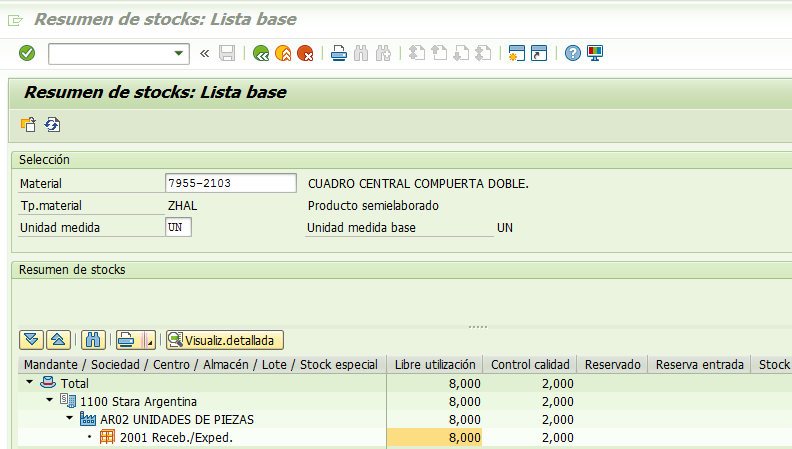 Resumen de stocks: Lista base
Resumen de stocks: Lista base
Selección
Material 7955-2103 CUADRO CENTRAL COMPUERTA DOBLE.
Tp.material ZHAL Producto semielaborado
Unidad medida UN Unidad medida base UN
Resumen de stocks
Visualiz.detallada
Mandante / Sociedad / Centro / Almacén / Lote / Stock especial Libre utilización Control calidad Reservado Reserva entrada Stock
Total 8,000 2,000
1100 Stara Argentina 8,000 2,000
AR02 UNIDADES DE PIEZAS 8,000 2,000
2001 Receb./Exped. 8,000 2,000